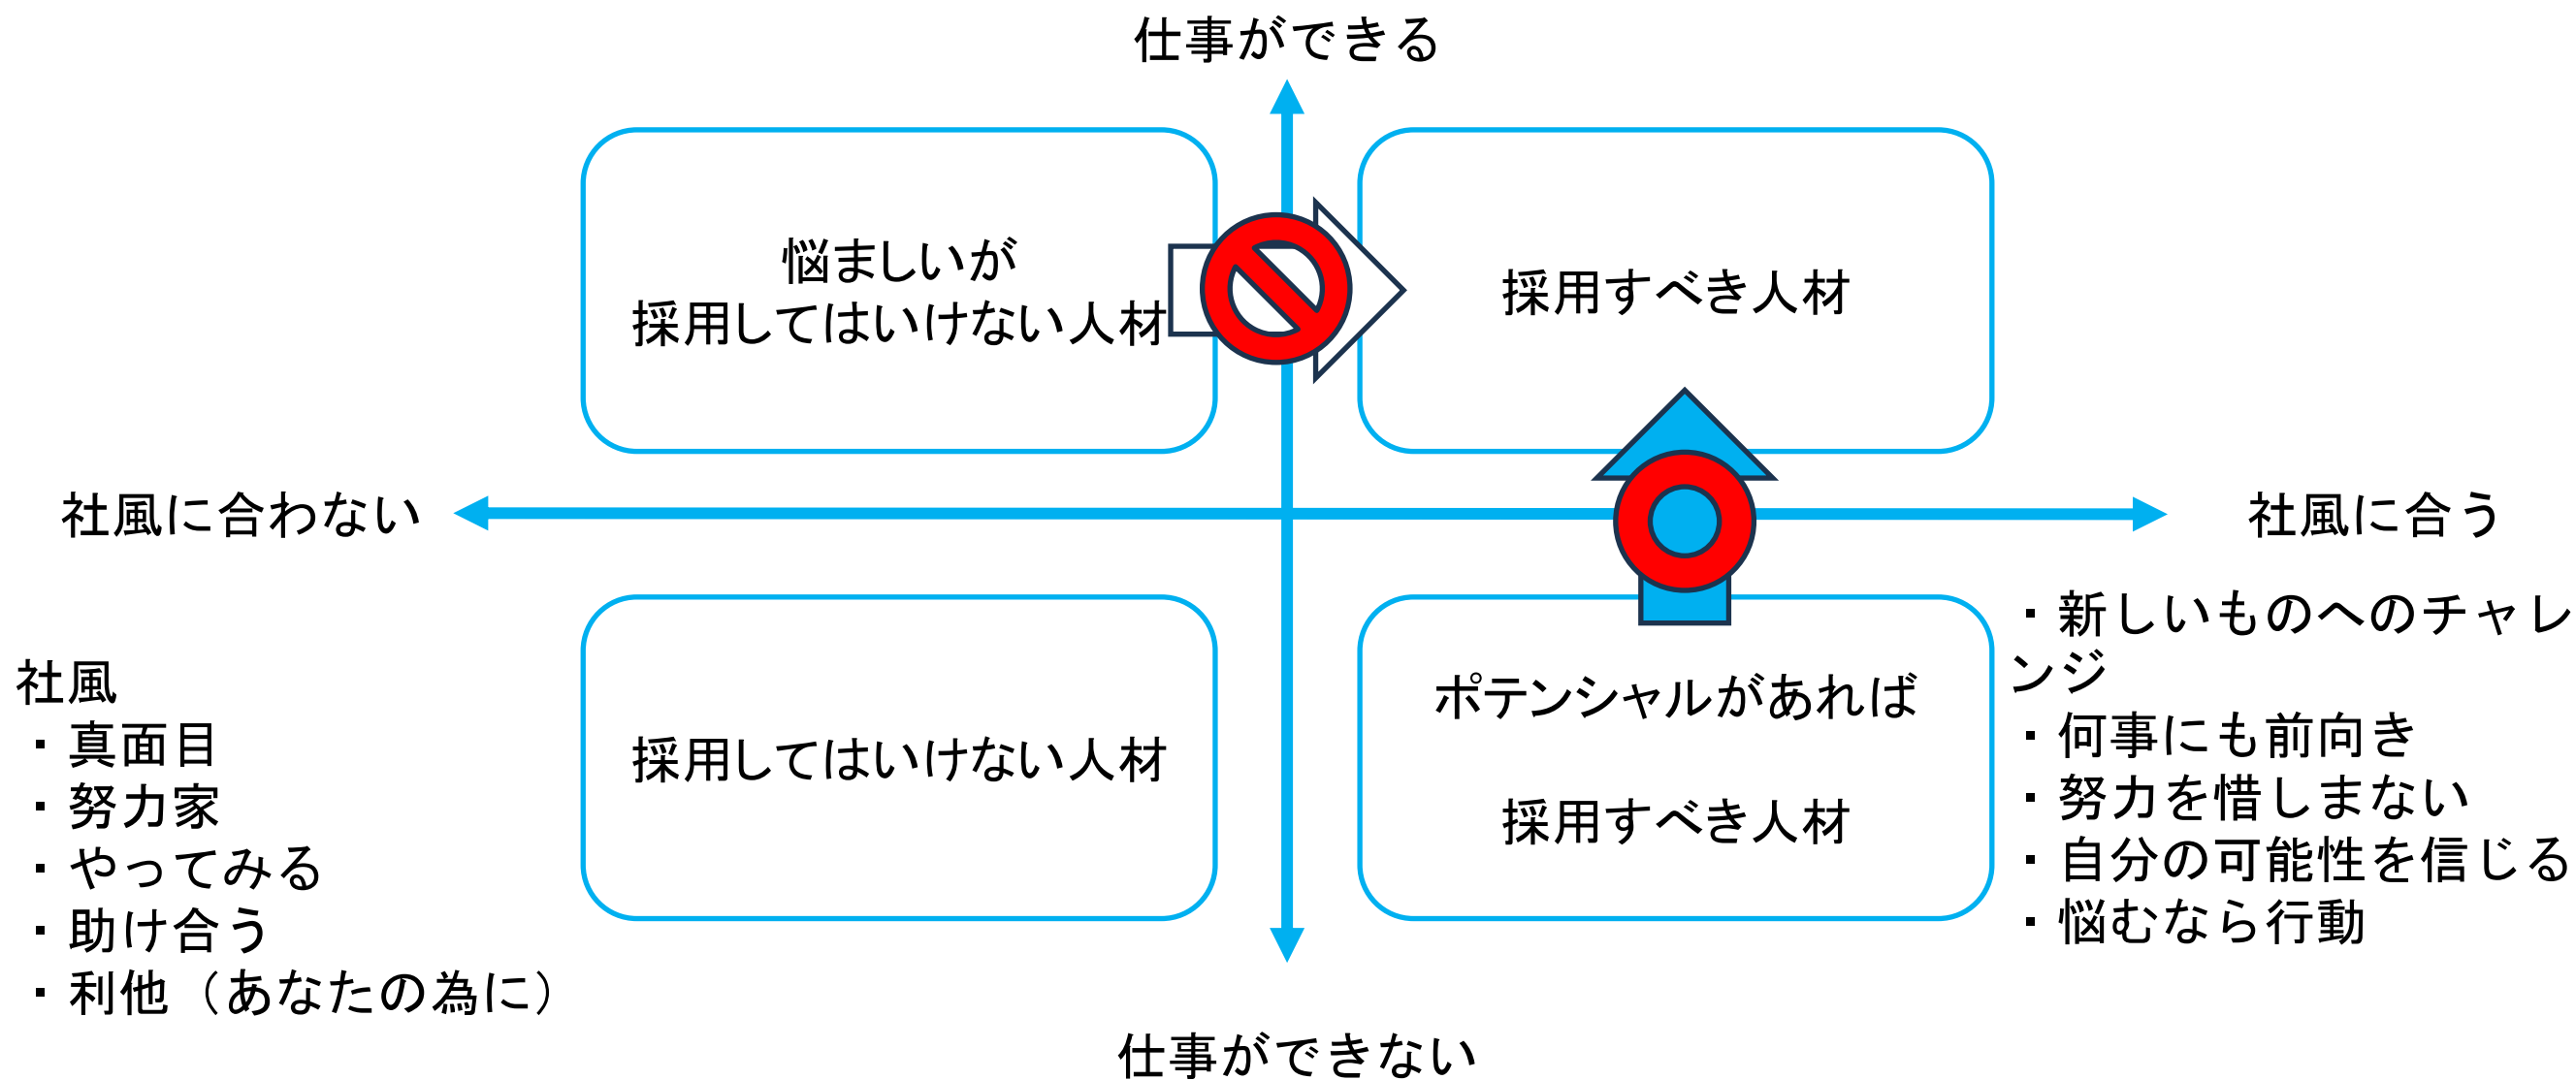 仕事ができる
悩ましいが
採用してはいけない人材
採用すべき人材
社風に合わない
社風に合う
採用してはいけない人材
ポテンシャルがあれば
採用すべき人材
社風
・真面目
・努力家
・やってみる
・助け合う
・利他（あなたの為に）
・新しいものへのチャレ
ンジ
・何事にも前向き
・努力を惜しまない
・自分の可能性を信じる
・悩むなら行動
仕事ができない